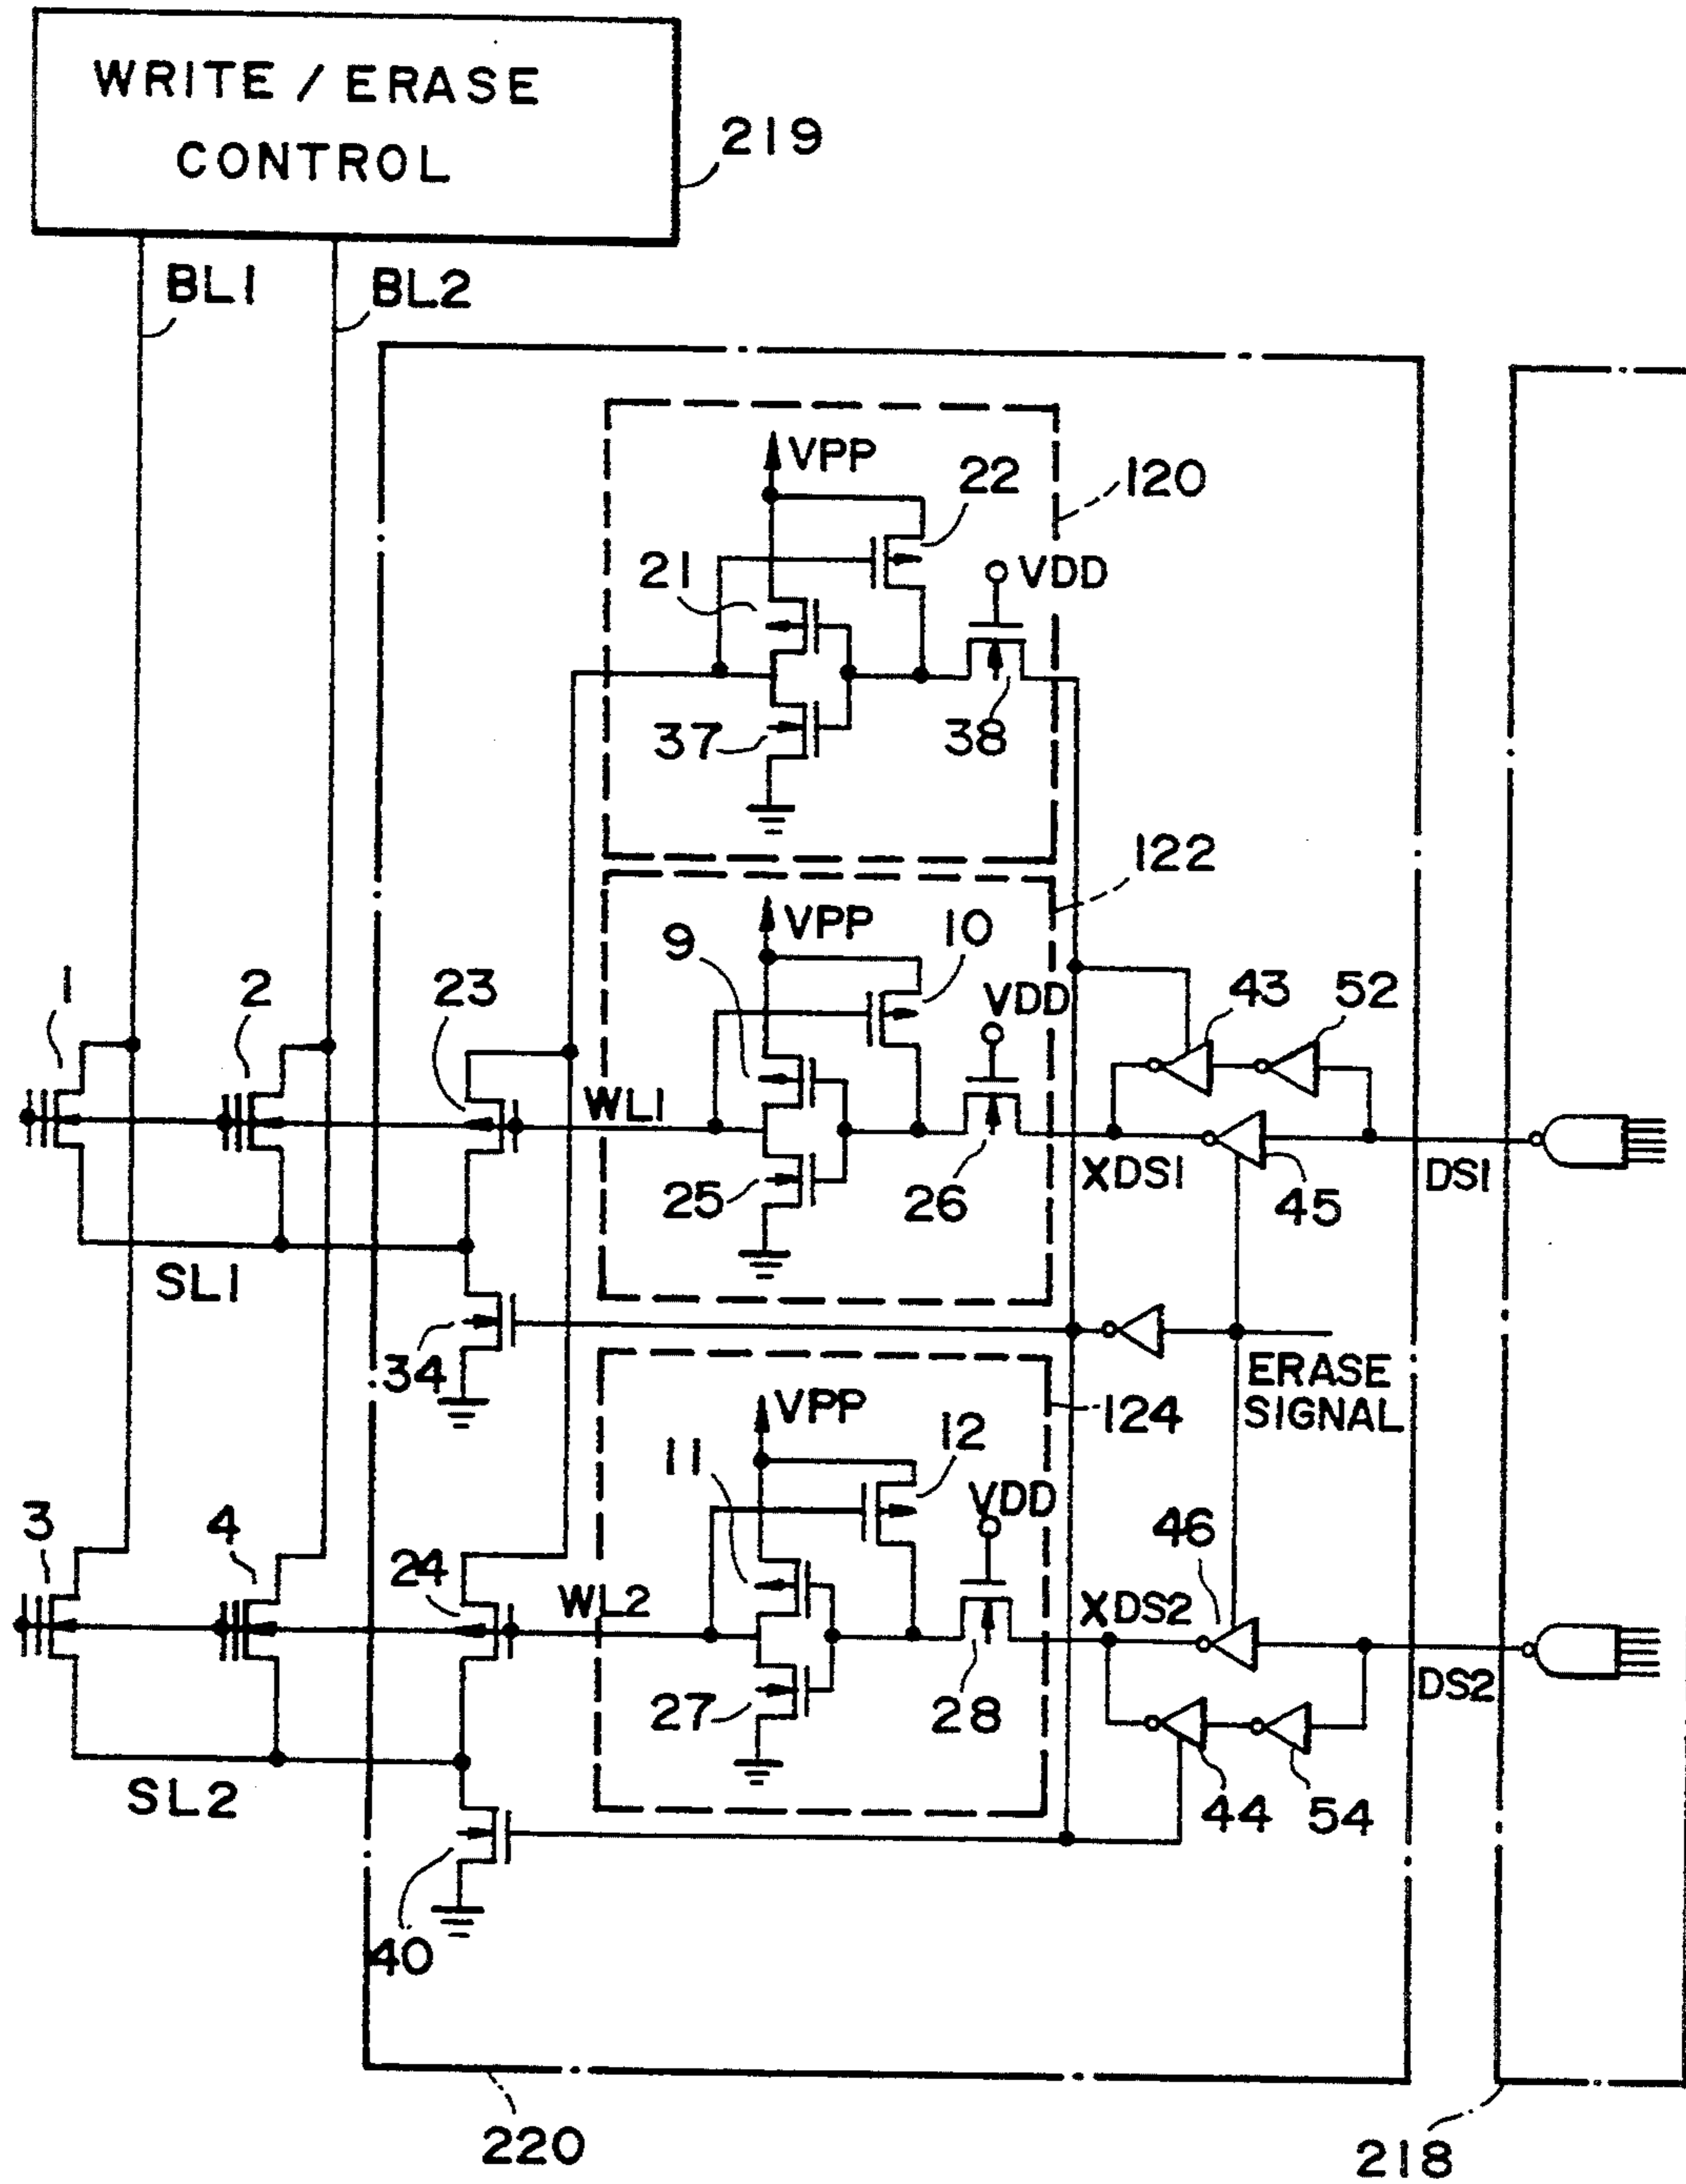 WRITE / ERASE
CONTROL
219
BL1
BL2
VPP
22
120
21
VDD
37
38
122
VPP
10
9
VDD
43
52
1
2
23
WL1
25
26
XDS1
45
DS1
SL1
34
ERASE
SIGNAL
VPP
12
124
11
VDD
46
3
4
24
WL2
XDS2
27
28
DS2
SL2
44
54
40
220
218